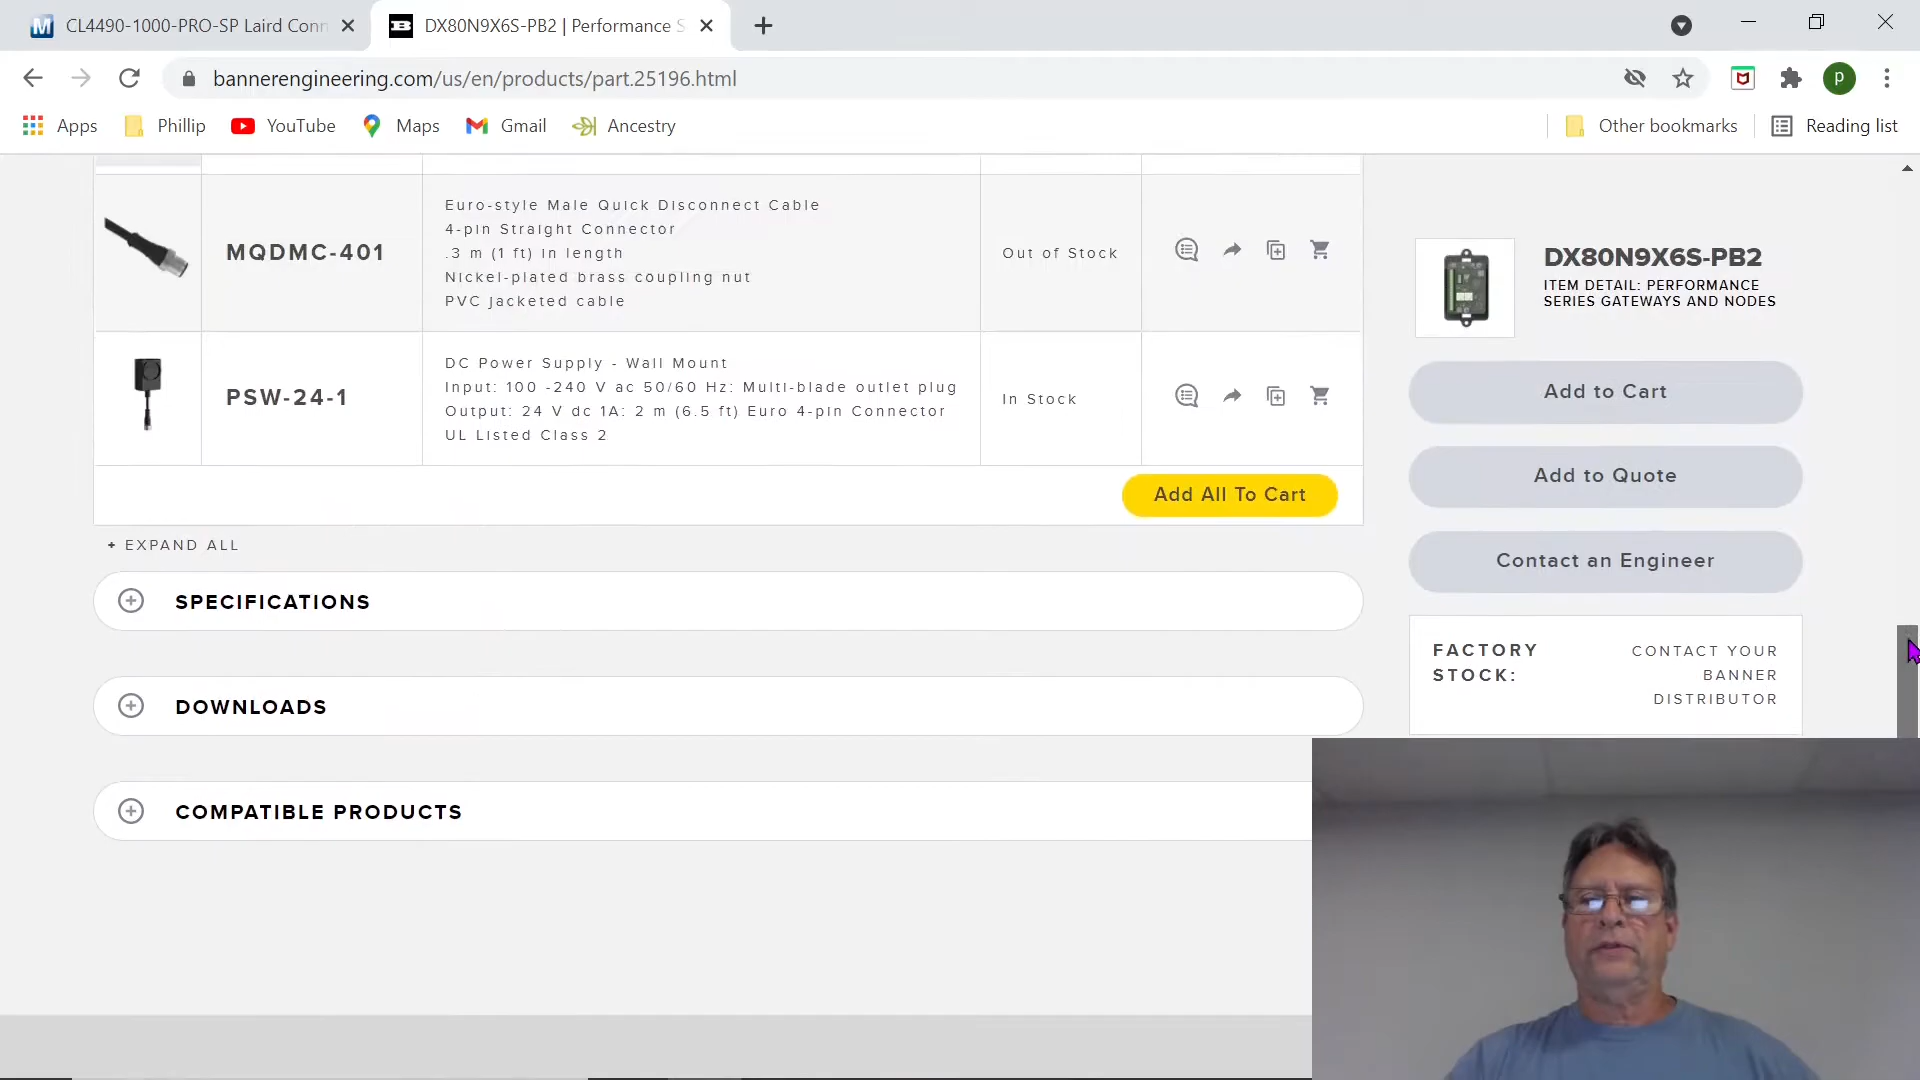 CL4490-1000-PRO-SP Laird Conn
DX80N9X6S-PB2 | Performance S
bannerengineering.com/us/en/products/part.25196.html
p
Apps
Phillip
YouTube
Maps
Gmail
Ancestry
Other bookmarks
Reading list
MQDMC-401
Euro-style Male Quick Disconnect Cable
4-pin Straight Connector
.3 m (1 ft) in length
Nickel-plated brass coupling nut
PVC Jacketed cable
Out of Stock
PSW-24-1
DC Power Supply - Wall Mount
Input: 100 -240 V ac 50/60 Hz: Multi-blade outlet plug
Output: 24 V dc 1A: 2 m (6.5 ft) Euro 4-pin Connector
UL Listed Class 2
In Stock
Add All To Cart
+ EXPAND ALL
SPECIFICATIONS
DOWNLOADS
COMPATIBLE PRODUCTS
DX80N9X6S-PB2
ITEM DETAIL: PERFORMANCE
SERIES GATEWAYS AND NODES
Add to Cart
Add to Quote
Contact an Engineer
FACTORY
STOCK:
CONTACT YOUR
BANNER
DISTRIBUTOR